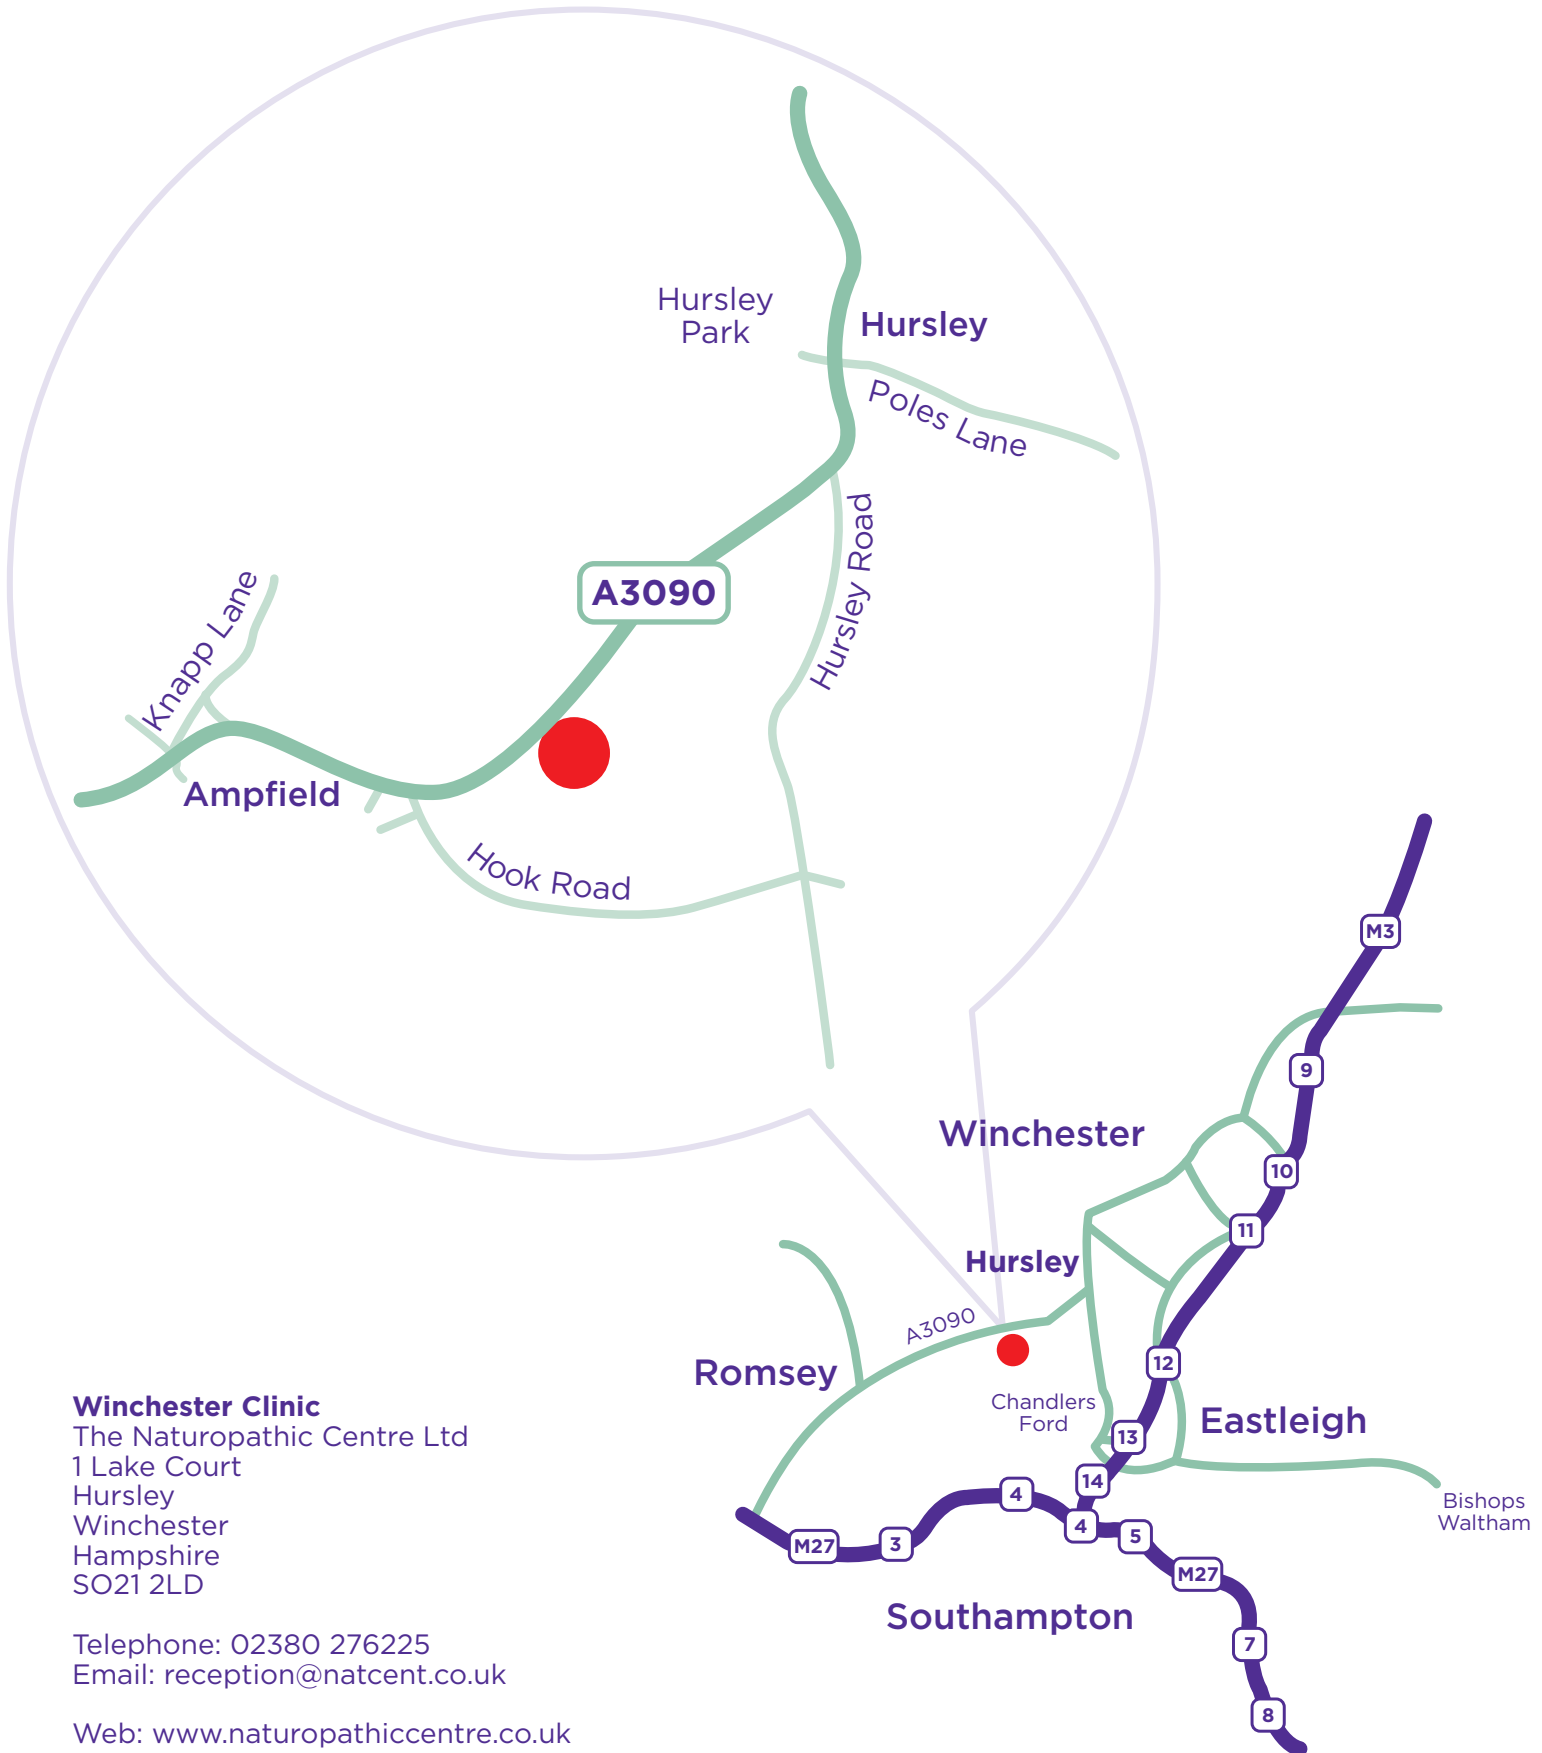 Hursley
Park
Hursley
Poles Lane
Hursley Road
A3090
Knapp Lane
Ampfield
Hook Road
M3
9
Winchester
10
11
Hursley
A3090
12
Romsey
Chandlers
Ford
13
Eastleigh
14
4
4
5
Bishops
Waltham
M27
3
M27
Southampton
7
8
Winchester Clinic
The Naturopathic Centre Ltd
1 Lake Court
Hursley
Winchester
Hampshire
SO21 2LD
Telephone: 02380 276225
Email: reception@natcent.co.uk
Web: www.naturopathiccentre.co.uk